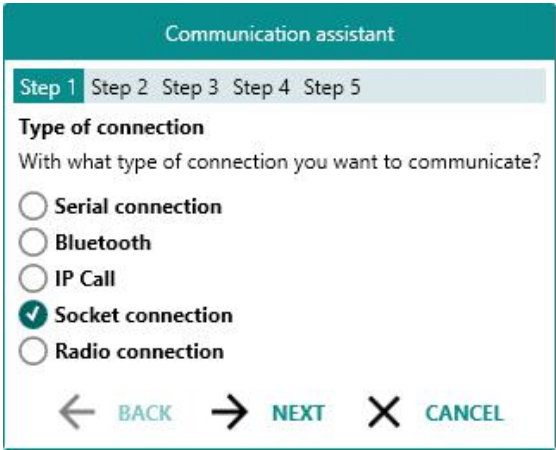 Communication assistant
Step 1 Step 2 Step 3 Step 4 Step 5
Type of connection
With what type of connection you want to communicate?
Serial connection
Bluetooth
IP Call
Socket connection
Radio connection
BACK NEXT CANCEL